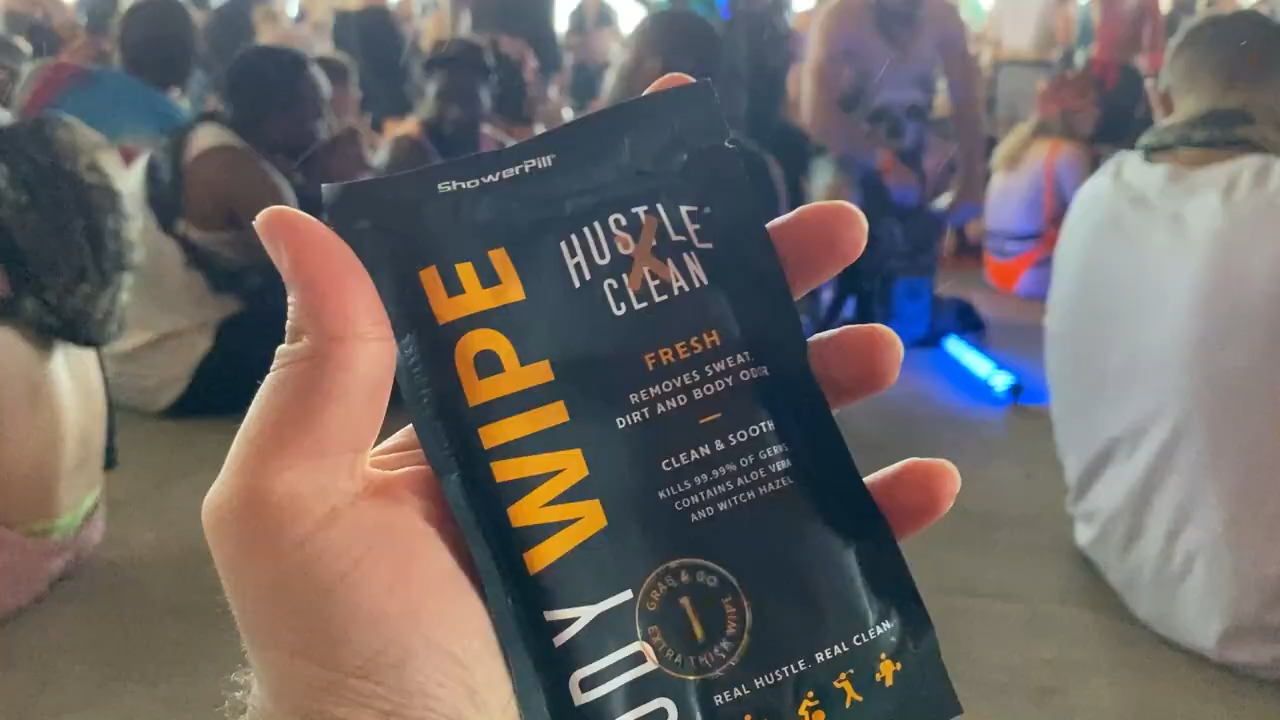 ShowerPill
HUSTLE
CLEAN
BODY WIPE
FRESH
REMOVES SWEAT,
DIRT AND BODY ODOR
CLEAN & SOOTH
KILLS 99.99% OF GERMS
CONTAINS ALOE VERA
AND WITCH HAZEL
GRAB & GO
1
EXTRA THICK WIPE
REAL HUSTLE. REAL CLEAN.